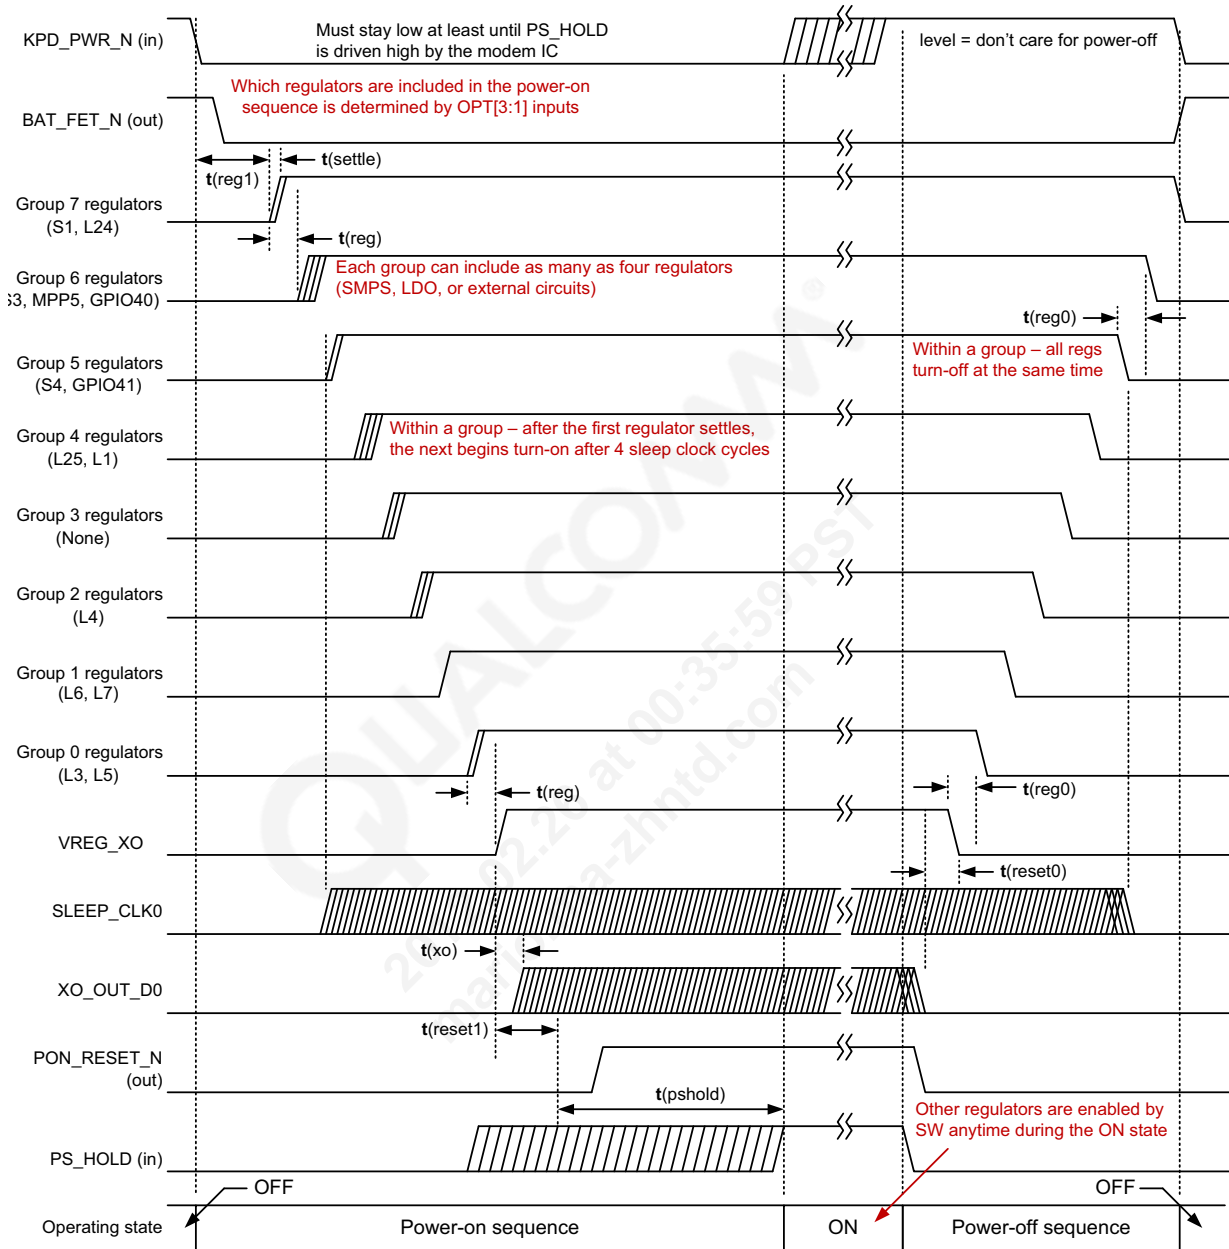 KPD_PWR_N (in)
Must stay low at least until PS_HOLD
is driven high by the modem IC
level = don't care for power-off
Which regulators are included in the power-on
sequence is determined by OPT[3:1] inputs
BAT_FET_N (out)
t(settle)
t(reg1)
Group 7 regulators
(S1, L24)
t(reg)
Group 6 regulators
S3, MPP5, GPIO40)
Each group can include as many as four regulators
(SMPS, LDO, or external circuits)
t(reg0)
Group 5 regulators
(S4, GPIO41)
Within a group – all regs
turn-off at the same time
Group 4 regulators
(L25, L1)
Within a group – after the first regulator settles,
the next begins turn-on after 4 sleep clock cycles
Group 3 regulators
(None)
Group 2 regulators
(L4)
Group 1 regulators
(L6, L7)
Group 0 regulators
(L3, L5)
t(reg)
t(reg0)
VREG_XO
t(reset0)
SLEEP_CLK0
t(xo)
XO_OUT_D0
t(reset1)
PON_RESET_N
(out)
t(pshold)
Other regulators are enabled by
SW anytime during the ON state
PS_HOLD (in)
OFF
OFF
Operating state
Power-on sequence
ON
Power-off sequence
QUALCOMM®
at 00:35:59 PST